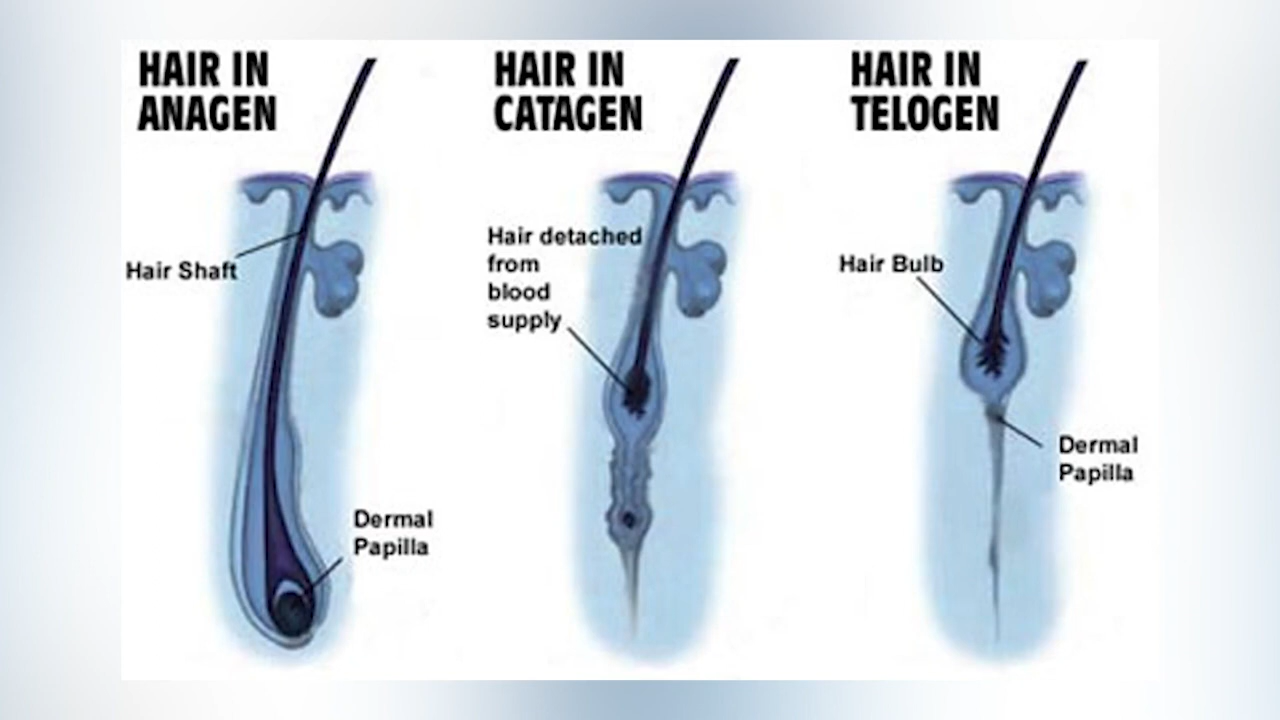 HAIR IN
ANAGEN
Hair Shaft
Dermal
Papilla
HAIR IN
CATAGEN
Hair detached
from
blood
supply
HAIR IN
TELOGEN
Hair Bulb
Dermal
Papilla